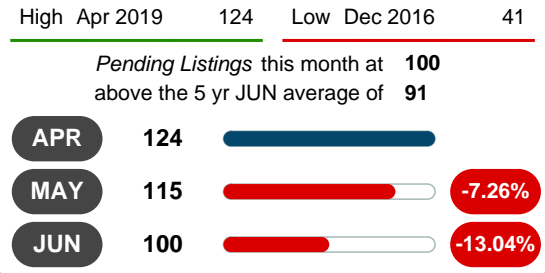 High Apr 2019 124 Low Dec 2016 41
Pending Listings this month at 100
above the 5 yr JUN average of 91
APR 124
MAY 115 -7.26%
JUN 100 -13.04%